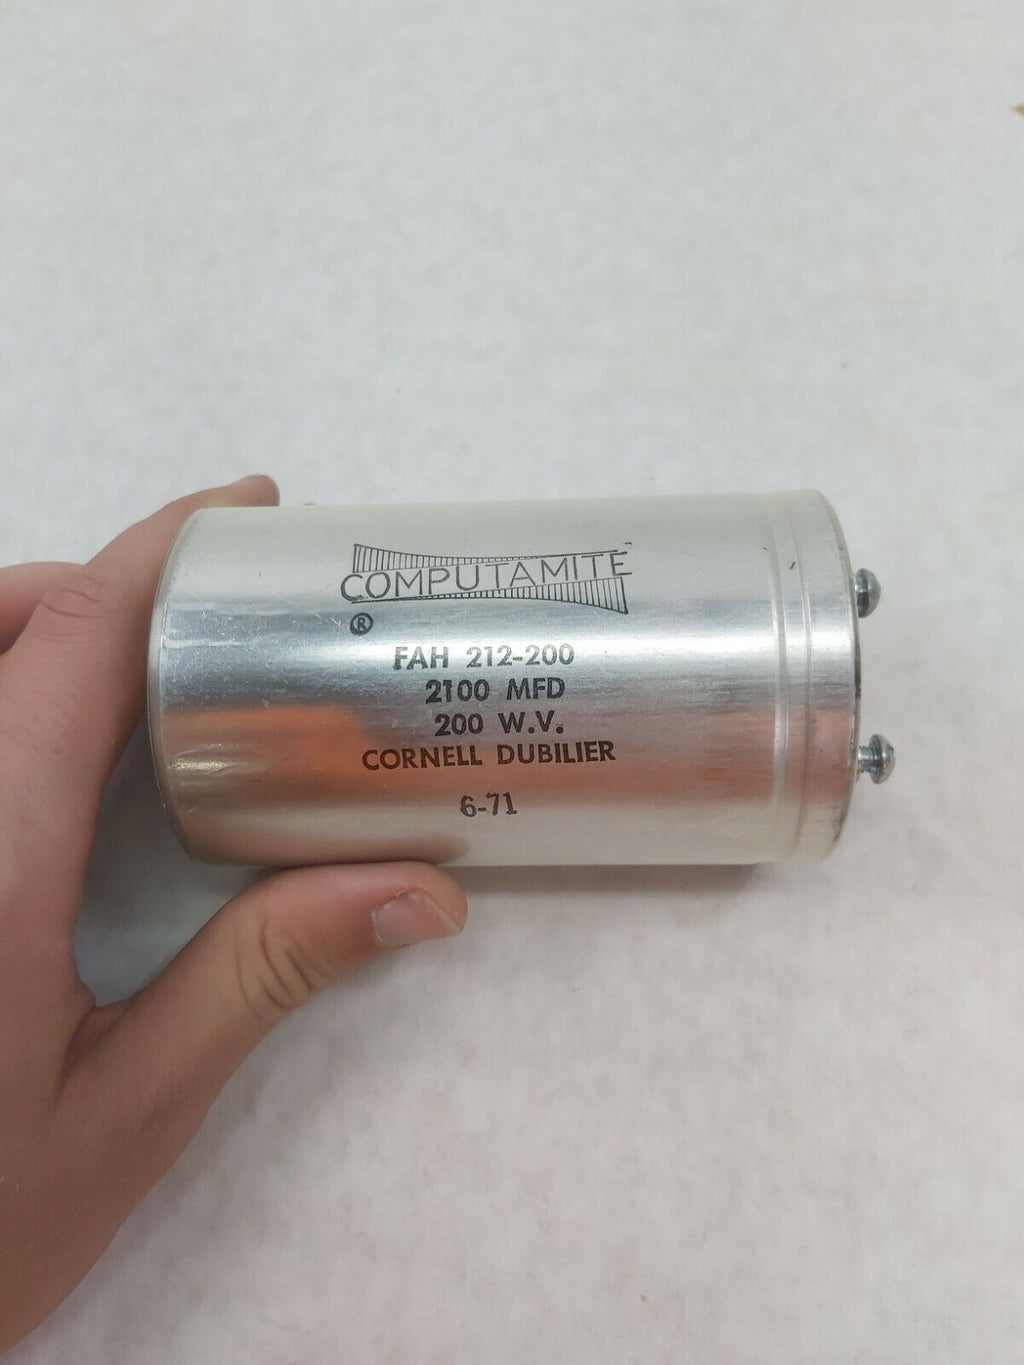 COMPUTAMITE
®
FAH 212-200
2100 MFD
200 W.V.
CORNELL DUBILIER
6-71